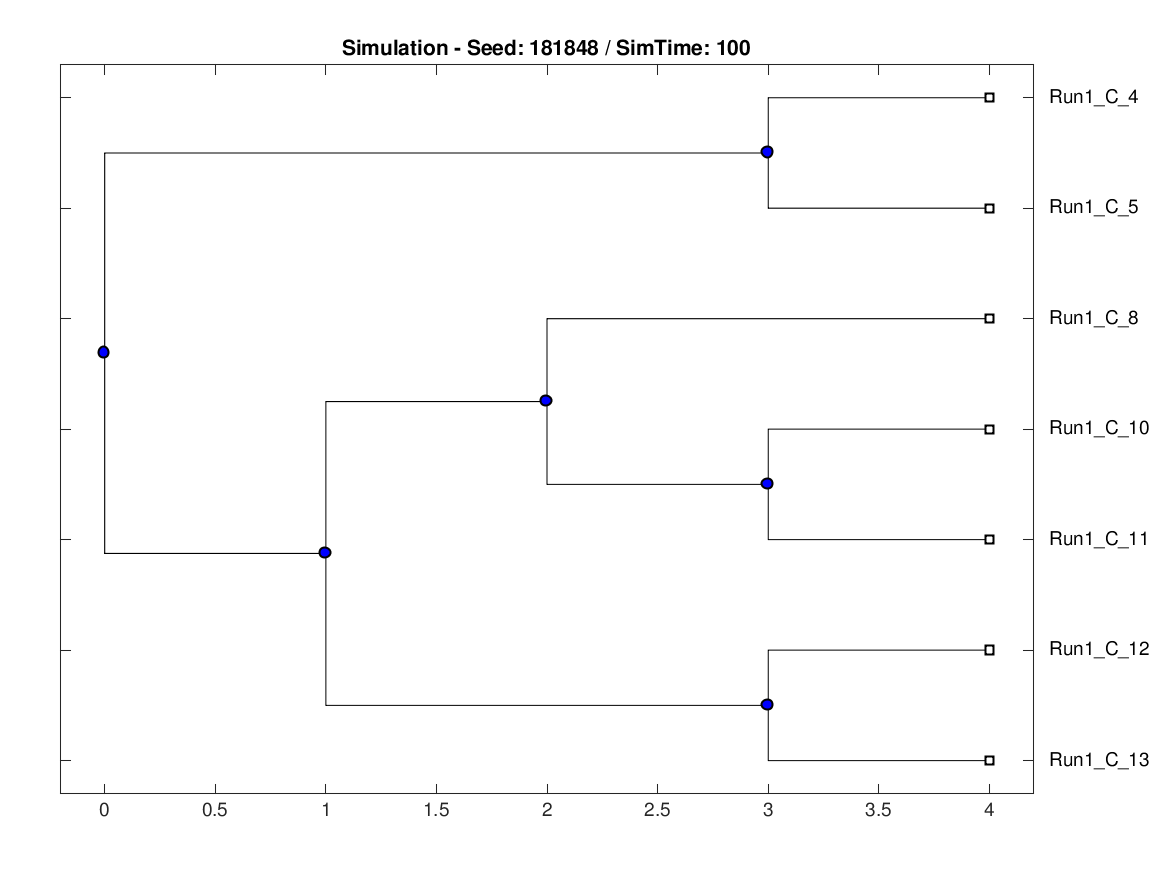 Simulation - Seed: 181848 / SimTime: 100
Run1_C_4
Run1_C_5
Run1_C_8
Run1_C_10
Run1_C_11
Run1_C_12
Run1_C_13
0 0.5 1 1.5 2 2.5 3 3.5 4